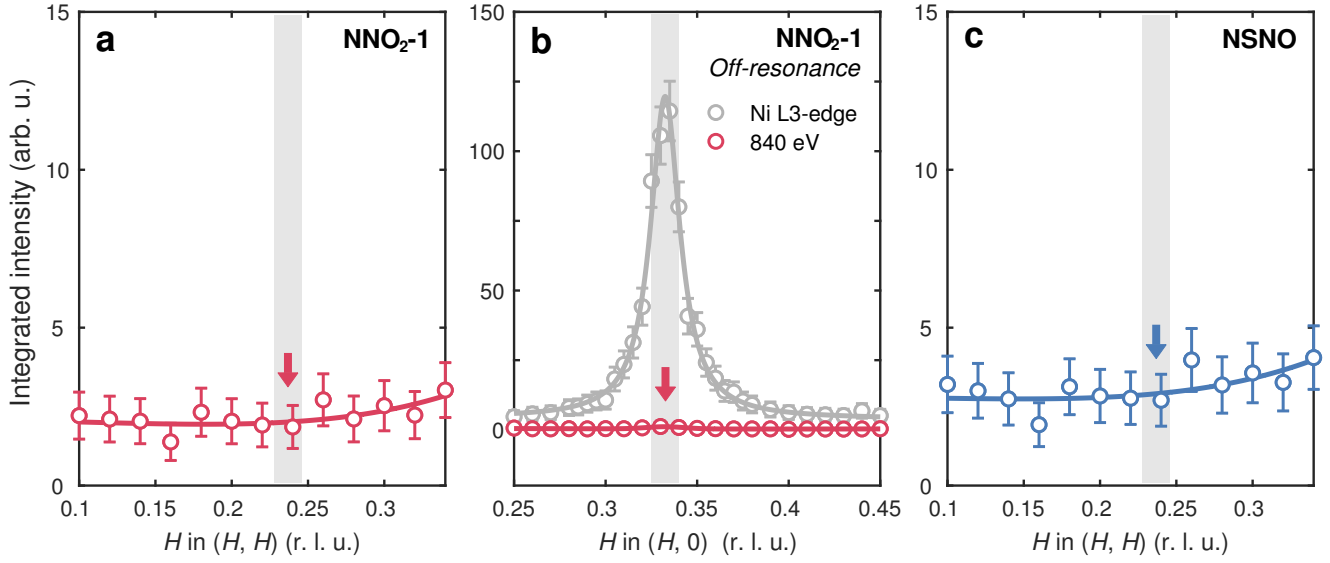 a
NNO₂-1
Integrated intensity (arb. u.)
15
10
5
0
0.1 0.15 0.2 0.25 0.3
H in (H, H) (r. l. u.)
b
NNO₂-1
Off-resonance
Ni L3-edge
840 eV
150
100
50
0
0.25 0.3 0.35 0.4 0.45
H in (H, 0) (r. l. u.)
c
NSNO
15
10
5
0
0.1 0.15 0.2 0.25 0.3
H in (H, H) (r. l. u.)